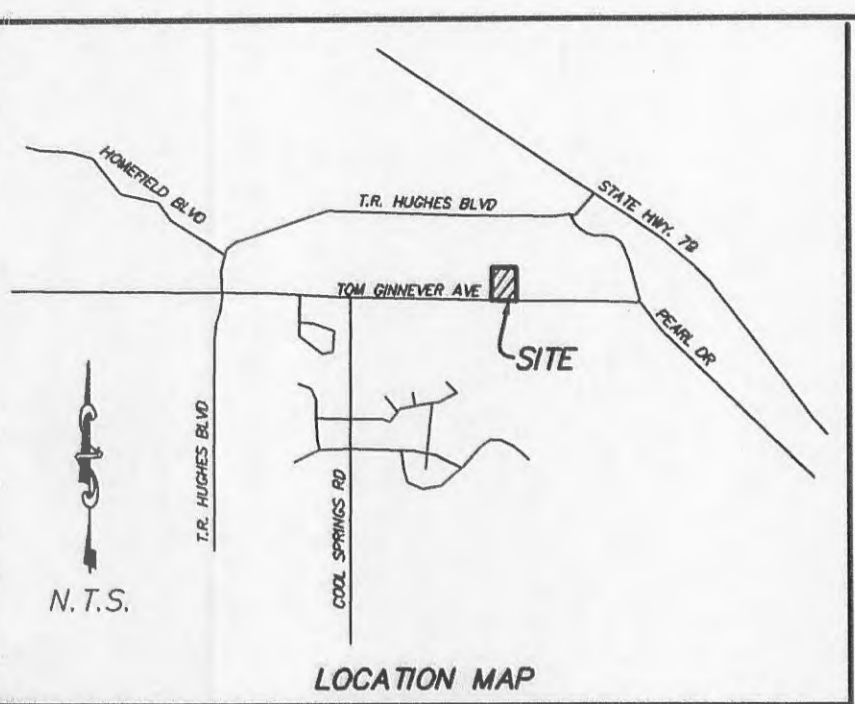 HOMEFIELD BLVD
T.R. HUGHES BLVD
STATE HWY. 79
TOM GINNEVER AVE
SITE
PEARL DR
T.R. HUGHES BLVD
COOL SPRINGS RD
N.T.S.
LOCATION MAP